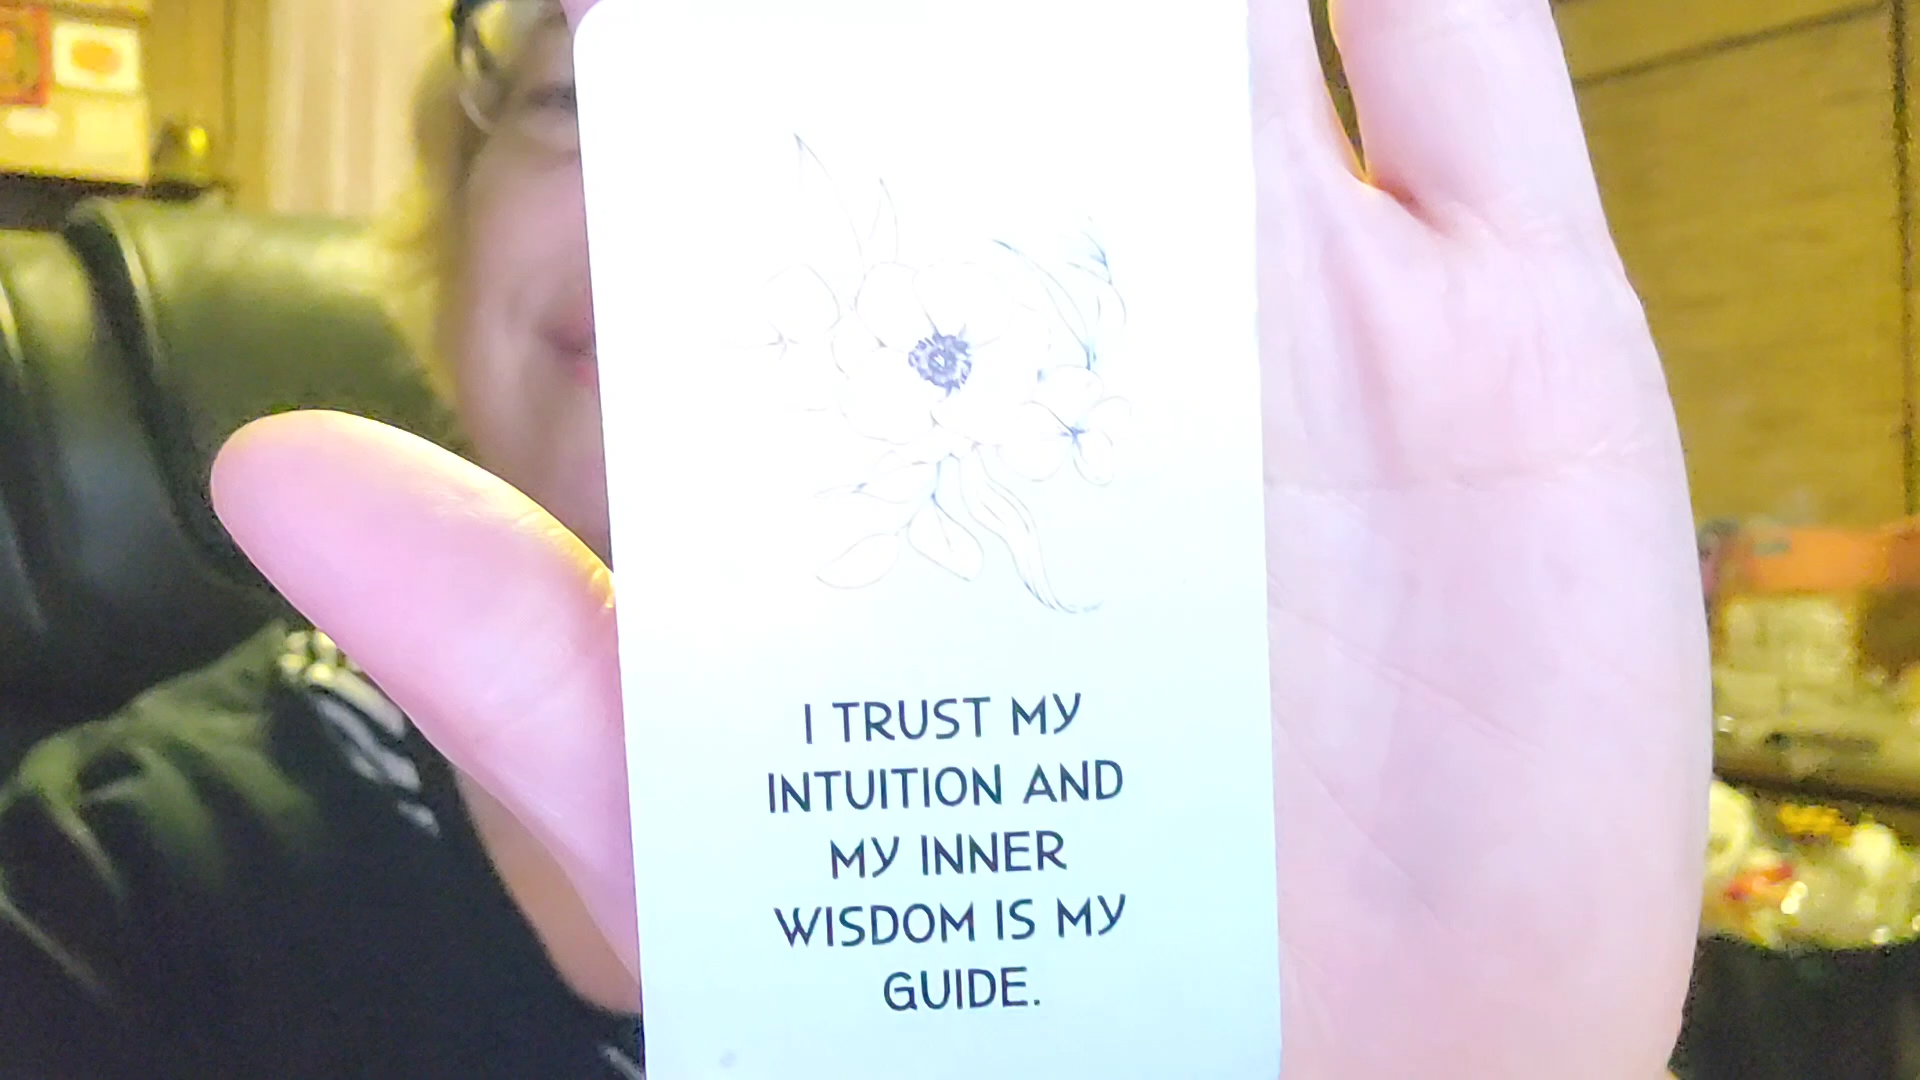 I TRUST MY
INTUITION AND
MY INNER
WISDOM IS MY
GUIDE.